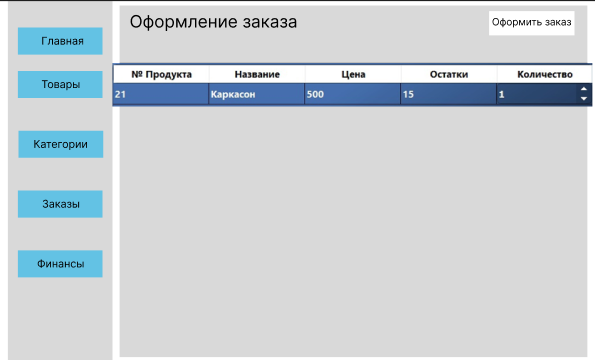 Оформление заказа
Оформить заказ
Главная
Товары
Категории
Заказы
Финансы
№ Продукта Название Цена Остатки Количество
21 Каркасон 500 15 1